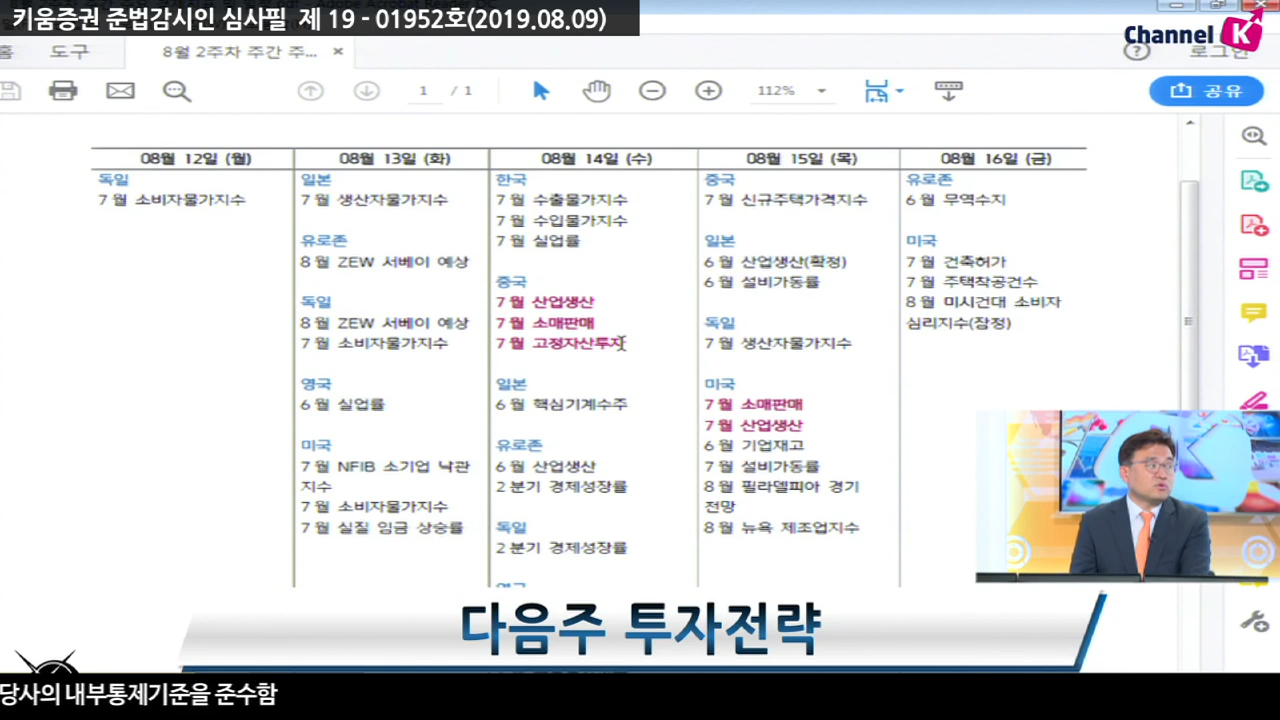 키움증권 준법감시인 심사필 제 19 - 01952호(2019.08.09)
Channel K
홈 도구 8월 2주차 주간 주... × 로그인
1 / 1 112% 공유
08월 12일 (월) 08월 13일 (화) 08월 14일 (수) 08월 15일 (목) 08월 16일 (금)
독일
7월 소비자물가지수
일본
7월 생산자물가지수
유로존
8월 ZEW 서베이 예상
독일
8월 ZEW 서베이 예상
7월 소비자물가지수
영국
6월 실업률
미국
7월 NFIB 소기업 낙관
지수
7월 소비자물가지수
7월 실질 임금 상승률
한국
7월 수출물가지수
7월 수입물가지수
7월 실업률
중국
7월 산업생산
7월 소매판매
7월 고정자산투자
일본
6월 핵심기계수주
유로존
6월 산업생산
2분기 경제성장률
독일
2분기 경제성장률
중국
7월 신규주택가격지수
일본
6월 산업생산(확정)
6월 설비가동률
독일
7월 생산자물가지수
미국
7월 소매판매
7월 산업생산
6월 기업재고
7월 설비가동률
8월 필라델피아 경기
전망
8월 뉴욕 제조업지수
유로존
6월 무역수지
미국
7월 건축허가
7월 주택착공건수
8월 미시건대 소비자
심리지수(잠정)
다음주 투자전략
당사의 내부통제기준을 준수함